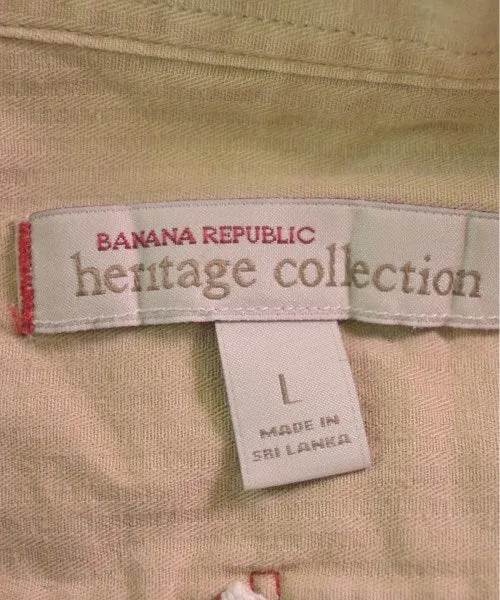 BANANA REPUBLIC
heritage collection
L
MADE IN
SRI LANKA